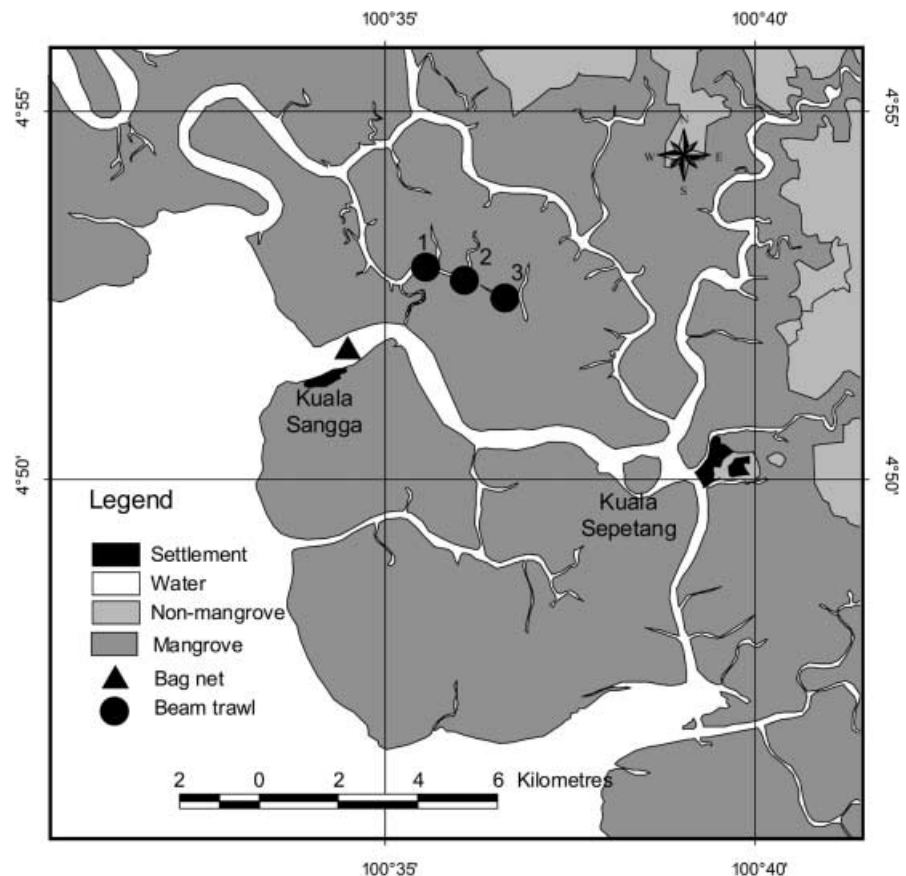 100°35'
100°40'
4°55'
4°55'
N
W
E
S
1
2
3
Kuala
Sangga
4°50'
4°50'
Kuala
Sepetang
Legend
Settlement
Water
Non-mangrove
Mangrove
Bag net
Beam trawl
2 0 2 4 6 Kilometres
100°35'
100°40'